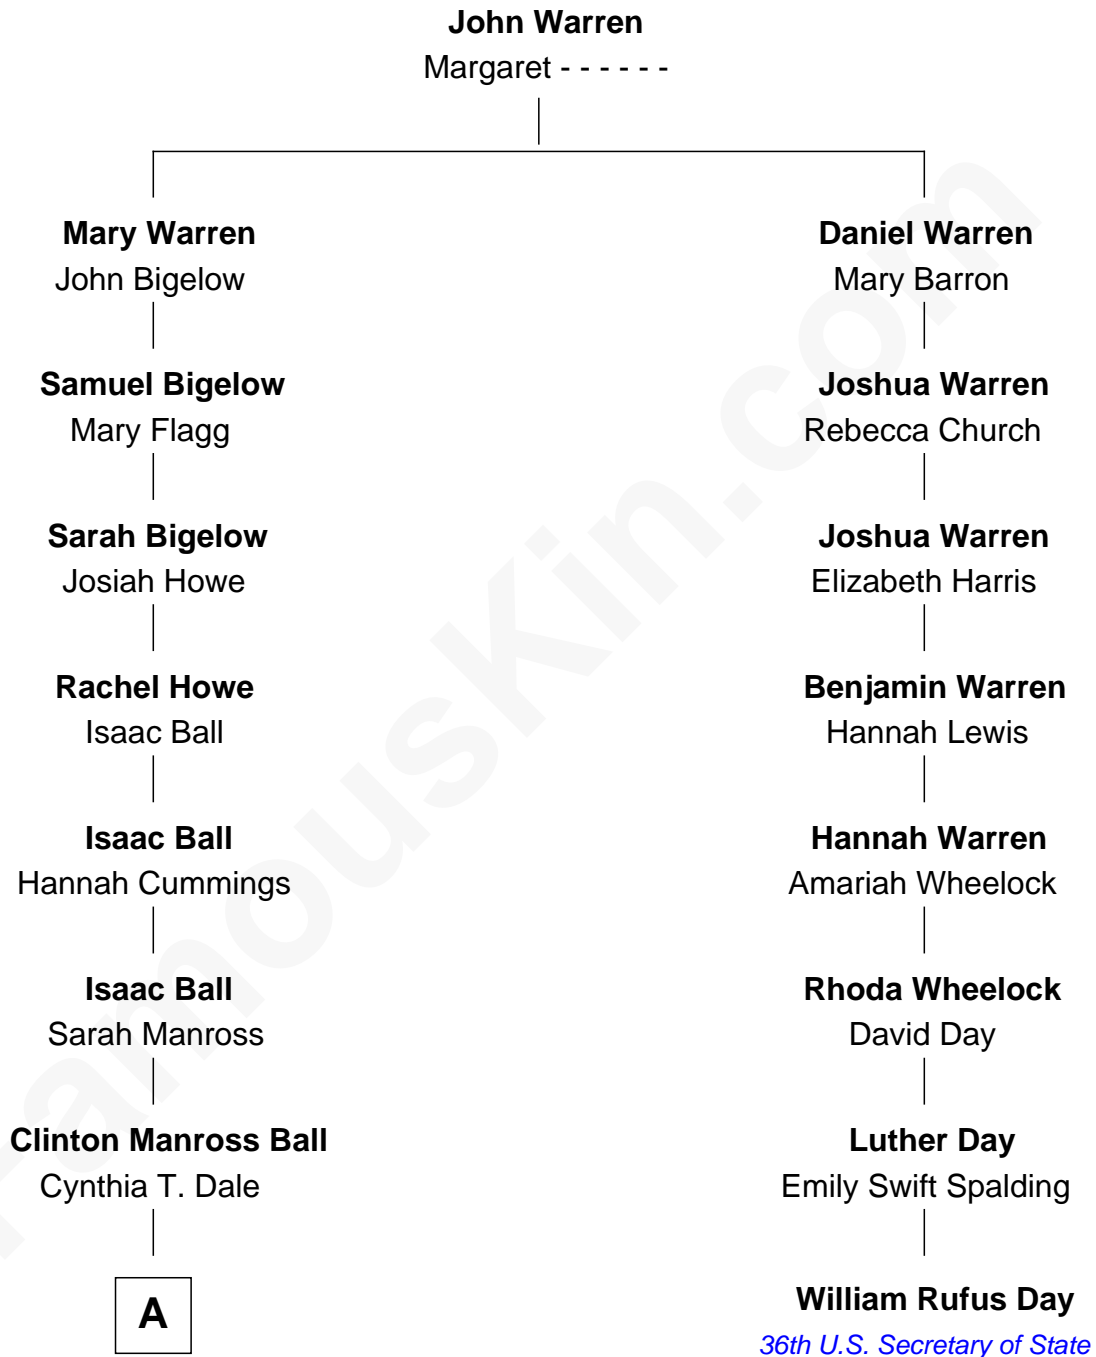 John Warren
Margaret - - - - - -
Mary Warren
John Bigelow
Daniel Warren
Mary Barron
Samuel Bigelow
Mary Flagg
Joshua Warren
Rebecca Church
Sarah Bigelow
Josiah Howe
Joshua Warren
Elizabeth Harris
Rachel Howe
Isaac Ball
Benjamin Warren
Hannah Lewis
Isaac Ball
Hannah Cummings
Hannah Warren
Amariah Wheelock
Isaac Ball
Sarah Manross
Rhoda Wheelock
David Day
Clinton Manross Ball
Cynthia T. Dale
Luther Day
Emily Swift Spalding
A
William Rufus Day
36th U.S. Secretary of State
FamousKin.com